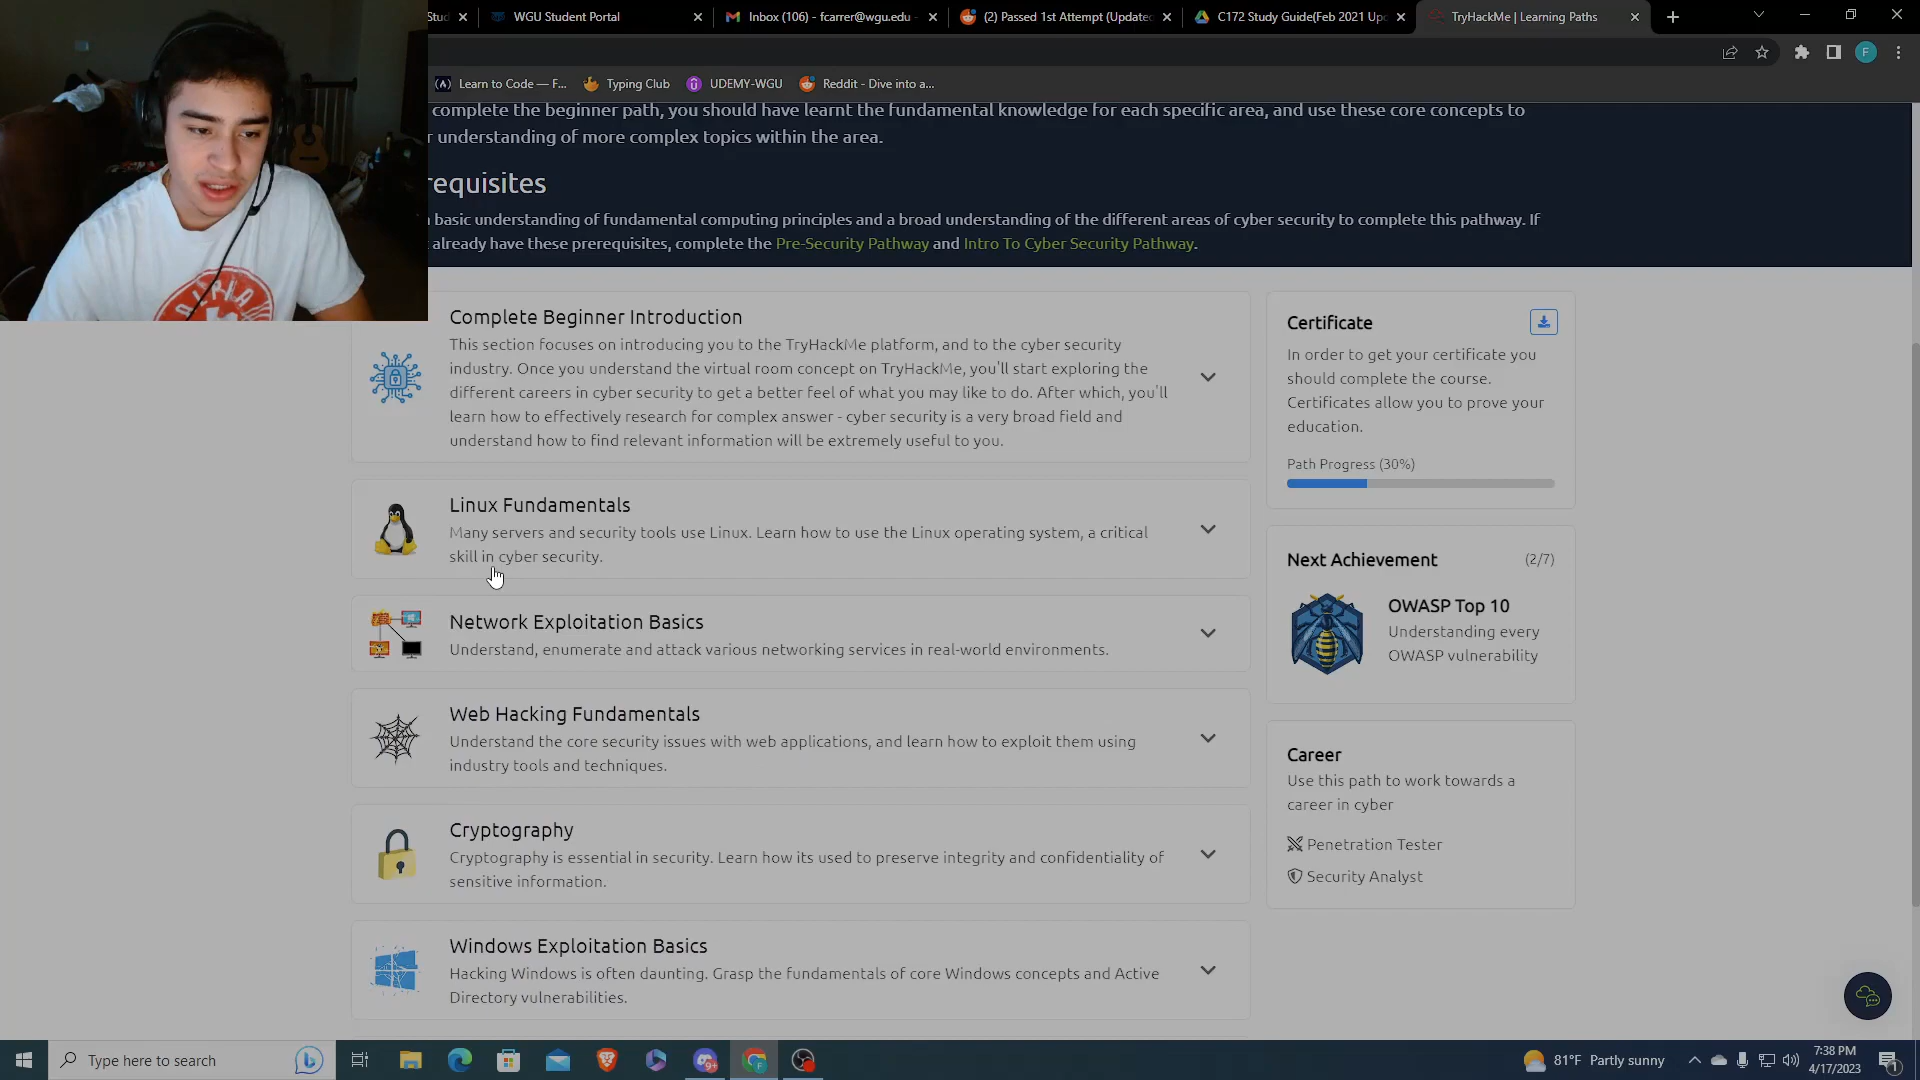 Stud
WGU Student Portal
Inbox (106) - fcarrer@wgu.edu -
(2) Passed 1st Attempt (Update
C172 Study Guide(Feb 2021 Up
TryHackMe | Learning Paths
F
Learn to Code — F...
Typing Club
UDEMY-WGU
Reddit - Dive into a...
complete the beginner path, you should have learnt the fundamental knowledge for each specific area, and use these core concepts to
understanding of more complex topics within the area.
requisites
basic understanding of fundamental computing principles and a broad understanding of the different areas of cyber security to complete this pathway. If
already have these prerequisites, complete the Pre-Security Pathway and Intro To Cyber Security Pathway.
Complete Beginner Introduction
This section focuses on introducing you to the TryHackMe platform, and to the cyber security
industry. Once you understand the virtual room concept on TryHackMe, you'll start exploring the
different careers in cyber security to get a better feel of what you may like to do. After which, you'll
learn how to effectively research for complex answer - cyber security is a very broad field and
understand how to find relevant information will be extremely useful to you.
Linux Fundamentals
Many servers and security tools use Linux. Learn how to use the Linux operating system, a critical
skill in cyber security.
Network Exploitation Basics
Understand, enumerate and attack various networking services in real-world environments.
Web Hacking Fundamentals
Understand the core security issues with web applications, and learn how to exploit them using
industry tools and techniques.
Cryptography
Cryptography is essential in security. Learn how its used to preserve integrity and confidentiality of
sensitive information.
Windows Exploitation Basics
Hacking Windows is often daunting. Grasp the fundamentals of core Windows concepts and Active
Directory vulnerabilities.
Certificate
In order to get your certificate you
should complete the course.
Certificates allow you to prove your
education.
Path Progress (30%)
Next Achievement (2/7)
OWASP Top 10
Understanding every
OWASP vulnerability
Career
Use this path to work towards a
career in cyber
Penetration Tester
Security Analyst
Type here to search
81°F Partly sunny
7:38 PM
4/17/2023
1